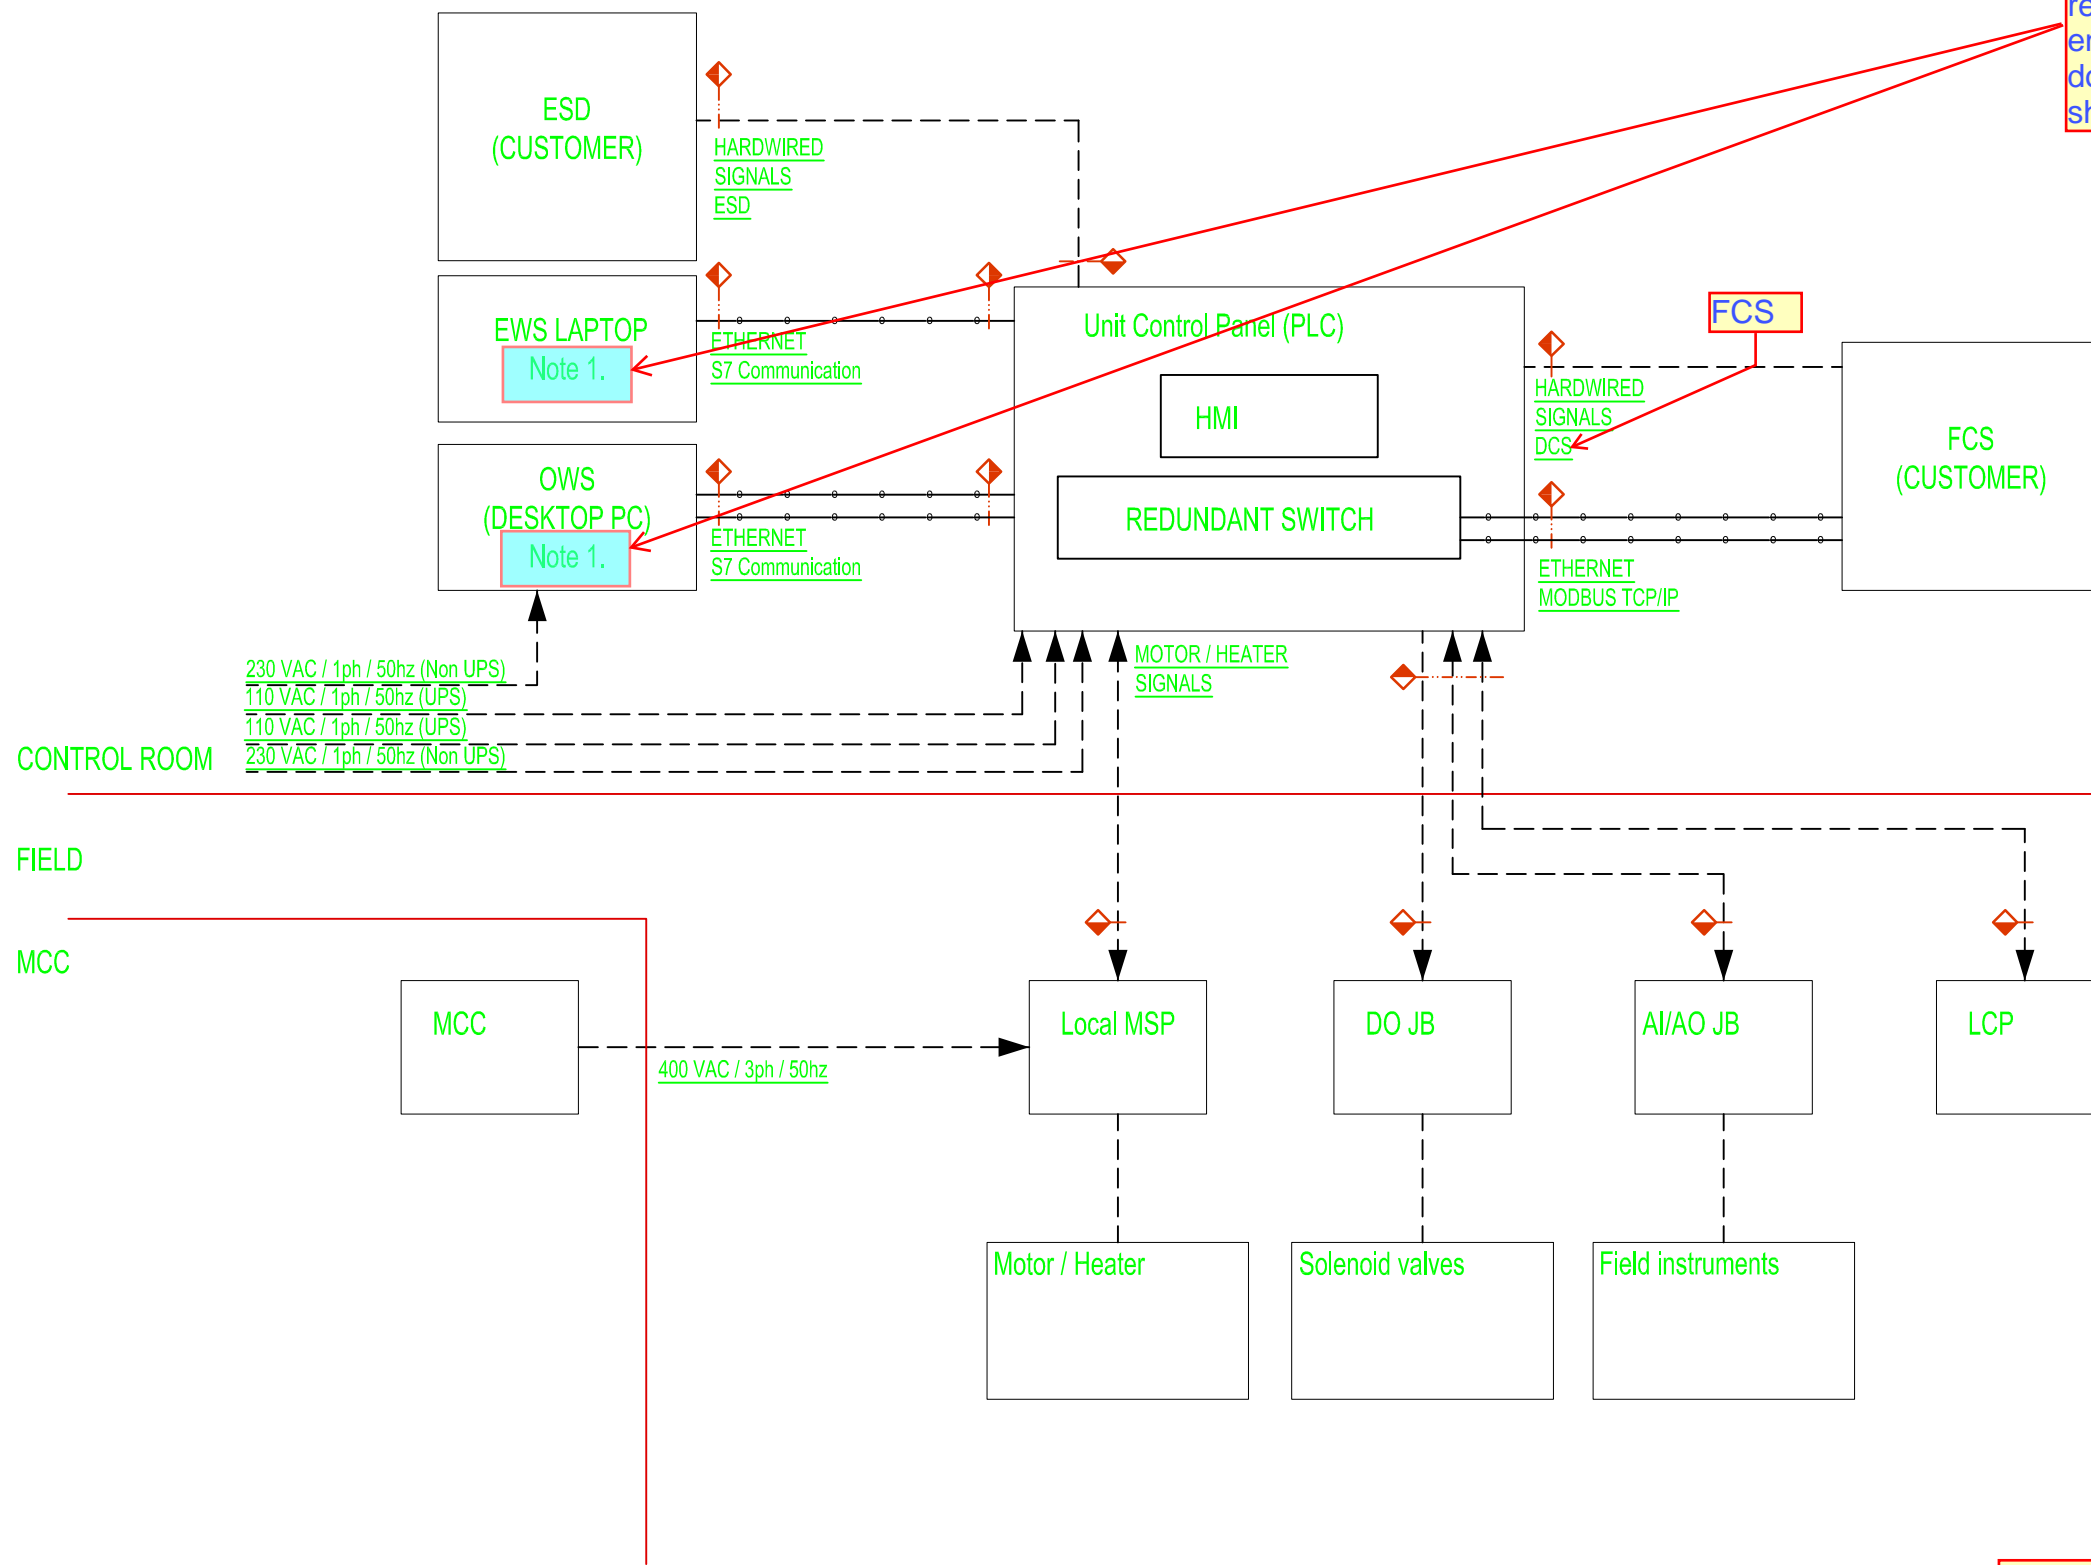 ESD
(CUSTOMER)
HARDWIRED
SIGNALS
ESD
EWS LAPTOP
Note 1.
ETHERNET
S7 Communication
Unit Control Panel (PLC)
HMI
REDUNDANT SWITCH
FCS
HARDWIRED
SIGNALS
DCS
FCS
(CUSTOMER)
OWS
(DESKTOP PC)
Note 1.
ETHERNET
S7 Communication
ETHERNET
MODBUS TCP/IP
230 VAC / 1ph / 50hz (Non UPS)
110 VAC / 1ph / 50hz (UPS)
110 VAC / 1ph / 50hz (UPS)
230 VAC / 1ph / 50hz (Non UPS)
MOTOR / HEATER
SIGNALS
CONTROL ROOM
FIELD
MCC
MCC
400 VAC / 3ph / 50hz
Local MSP
DO JB
AI/AO JB
LCP
Motor / Heater
Solenoid valves
Field instruments